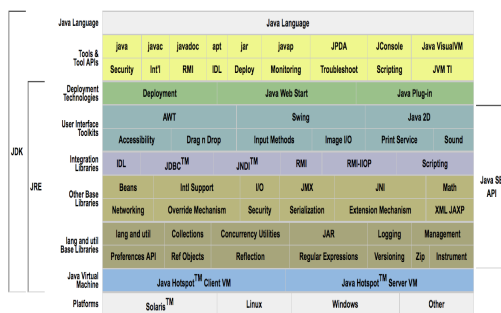 Java Language Java Language
Tools & Tool APIs java javac javadoc apt jar javap JPDA JConsole Java VisualVM
Security Int'l RMI IDL Deploy Monitoring Troubleshoot Scripting JVM TI
Deployment Technologies Deployment Java Web Start Java Plug-in
User Interface Toolkits AWT Swing Java 2D
Accessibility Drag n Drop Input Methods Image I/O Print Service Sound
Integration Libraries IDL JDBC™ JNDI™ RMI RMI-IIOP Scripting
Other Base Libraries Beans Intl Support I/O JMX JNI Math
Networking Override Mechanism Security Serialization Extension Mechanism XML JAXP
lang and util Base Libraries lang and util Collections Concurrency Utilities JAR Logging Management
Preferences API Ref Objects Reflection Regular Expressions Versioning Zip Instrument
Java Virtual Machine Java Hotspot™ Client VM Java Hotspot™ Server VM
Platforms Solaris™ Linux Windows Other
JDK
JRE
Java SE
API